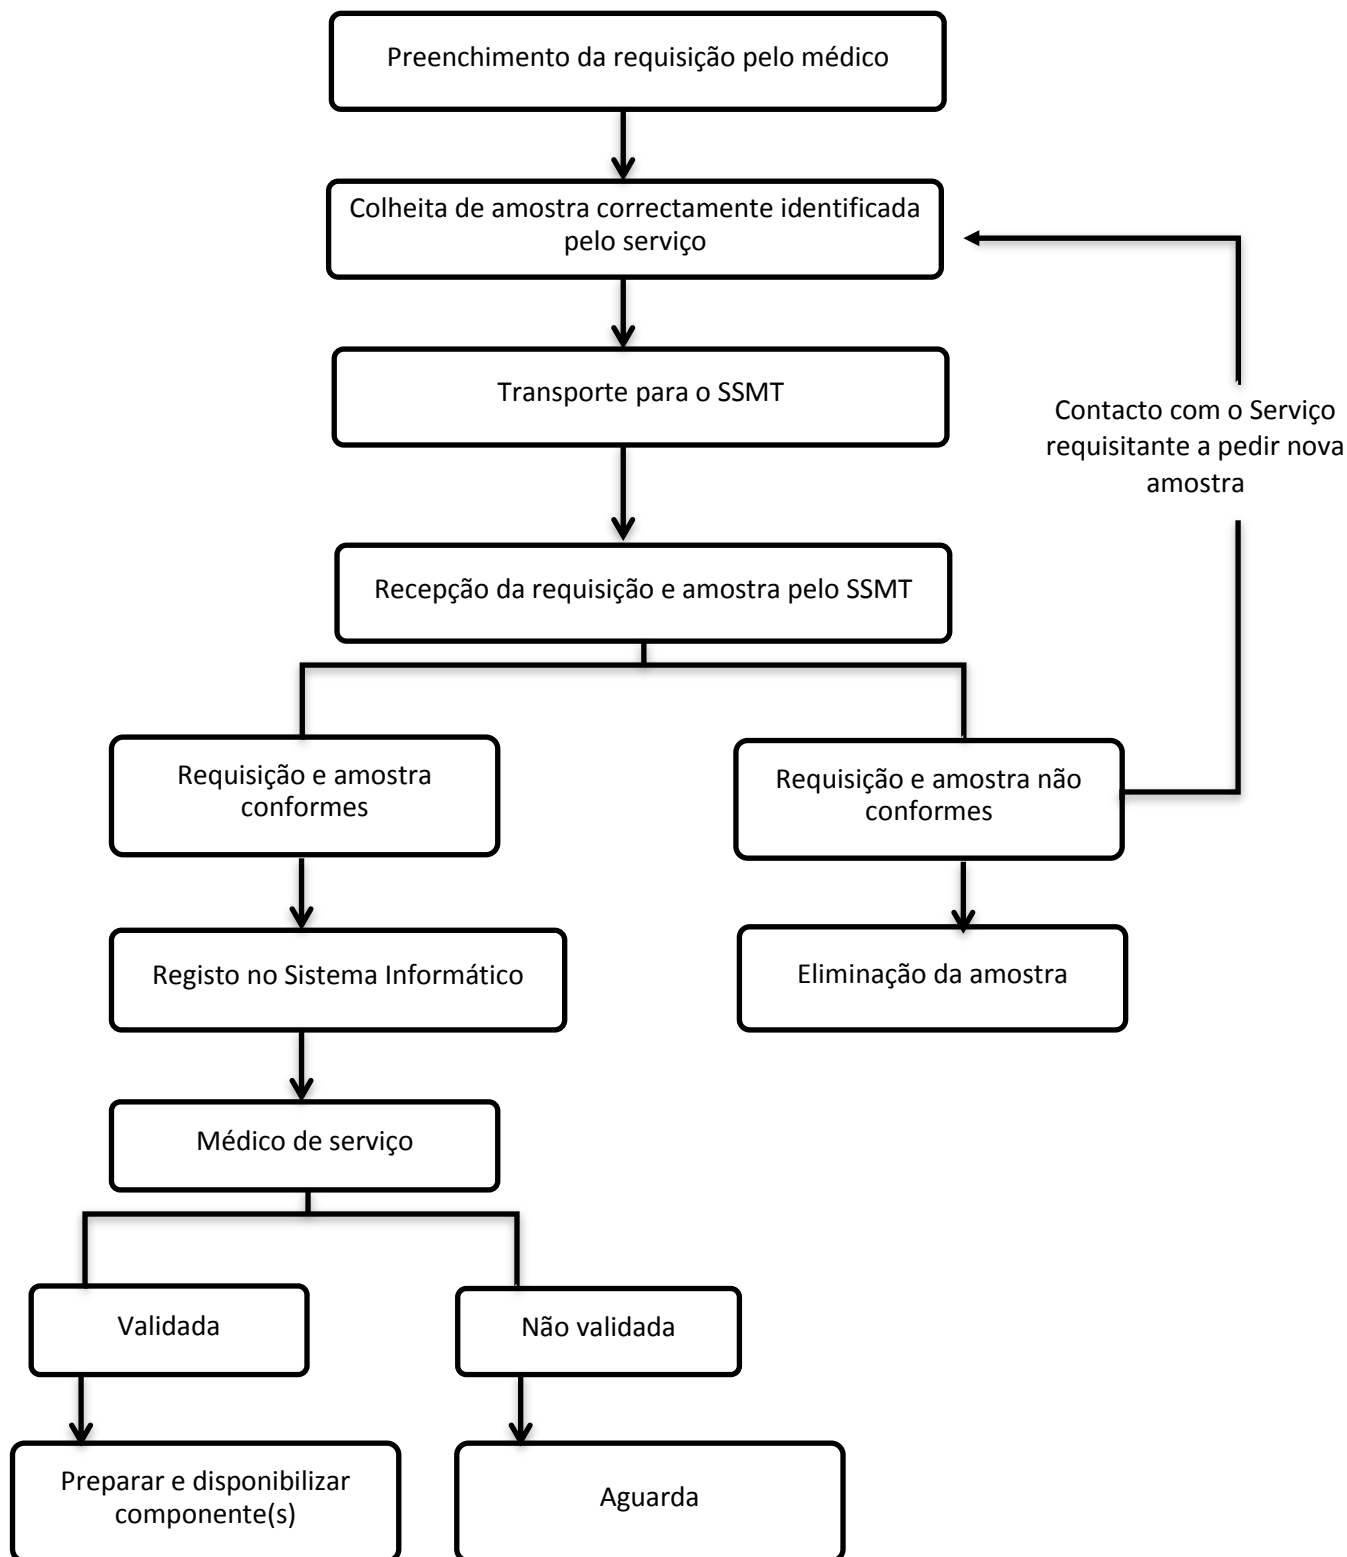 Preenchimento da requisição pelo médico
Colheita de amostra correctamente identificada
pelo serviço
Transporte para o SSMT
Contacto com o Serviço
requisitante a pedir nova
amostra
Recepção da requisição e amostra pelo SSMT
Requisição e amostra
conformes
Requisição e amostra não
conformes
Registo no Sistema Informático
Eliminação da amostra
Médico de serviço
Validada
Não validada
Preparar e disponibilizar
componente(s)
Aguarda